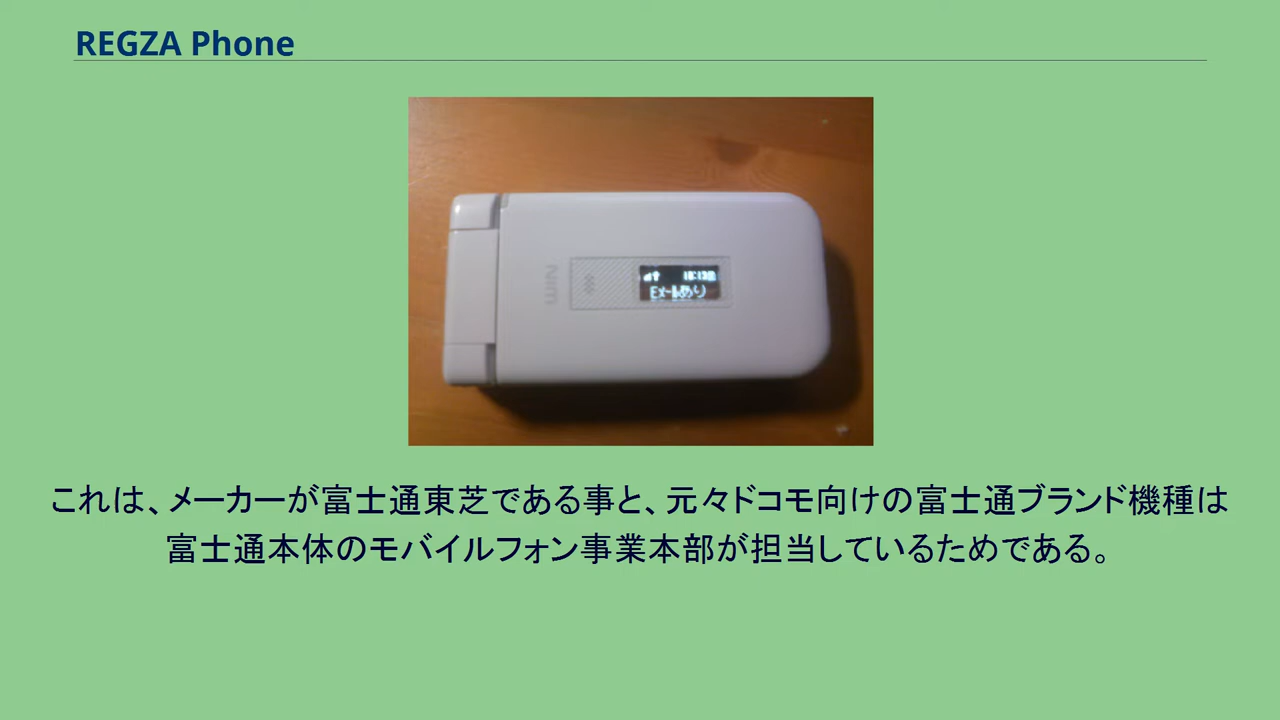 REGZA Phone
WIN
Eメールあり
これは、メーカーが富士通東芝である事と、元々ドコモ向けの富士通ブランド機種は
富士通本体のモバイルフォン事業本部が担当しているためである。